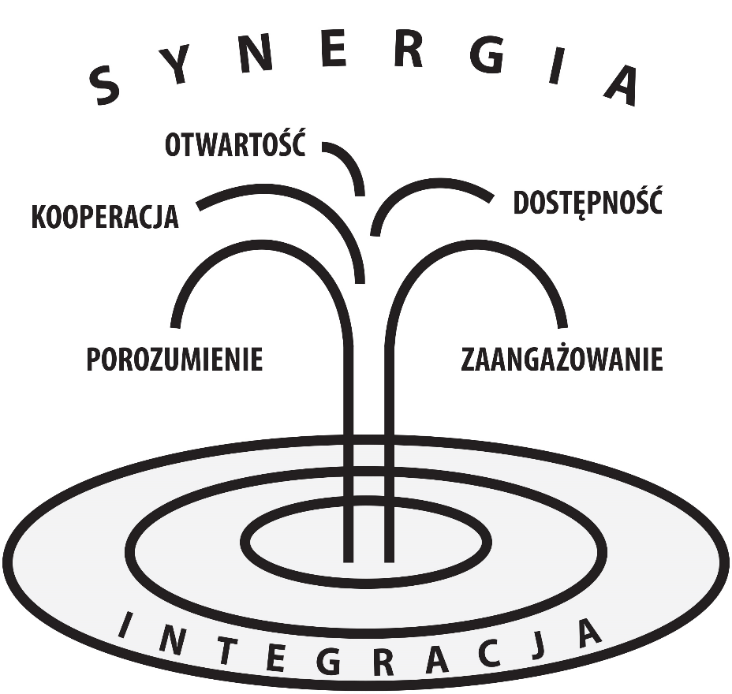 SYNERGIA
OTWARTOŚĆ
KOOPERACJA
DOSTĘPNOŚĆ
POROZUMIENIE
ZAANGAŻOWANIE
INTEGRACJA